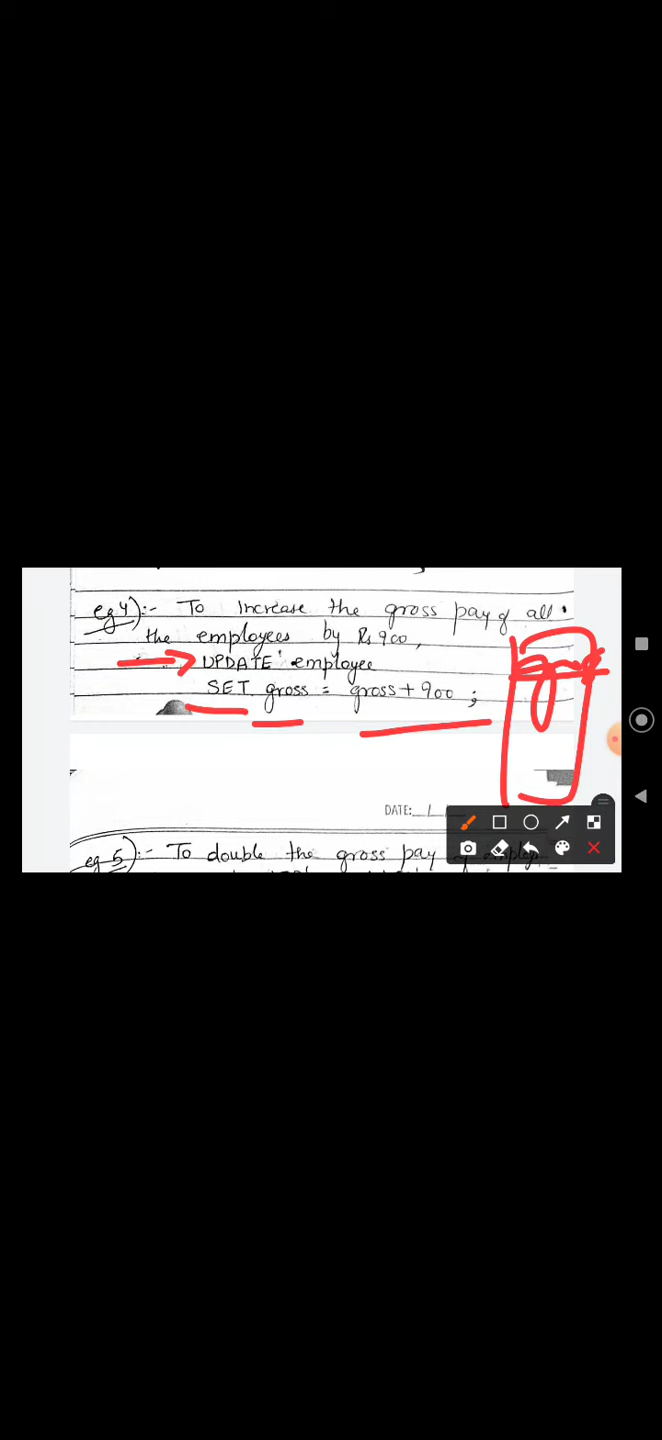 eg 4):- To Increase the gross pay of all
the employees by Rs 900,
UPDATE employee
SET gross = gross + 900 ;
DATE: / /
eg 5):- To double the gross pay of